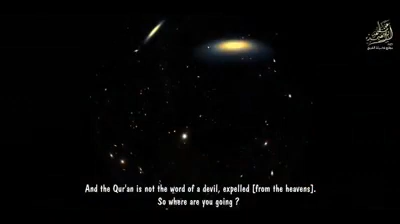 And the Qur'an is not the word of a devil, expelled [from the heavens].
So where are you going ?